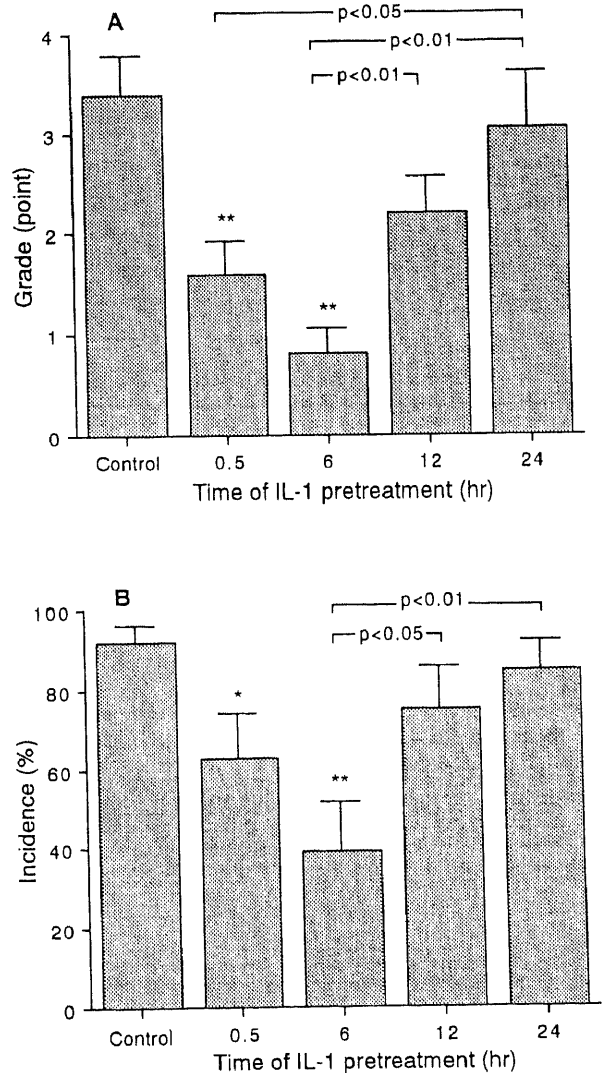 A
p<0.05
p<0.01
p<0.01
4
3
2
1
0
Grade (point)
**
**
Control 0.5 6 12 24
Time of IL-1 pretreatment (hr)
B
p<0.01
p<0.05
100
80
60
40
20
0
Incidence (%)
*
**
Control 0.5 6 12 24
Time of IL-1 pretreatment (hr)